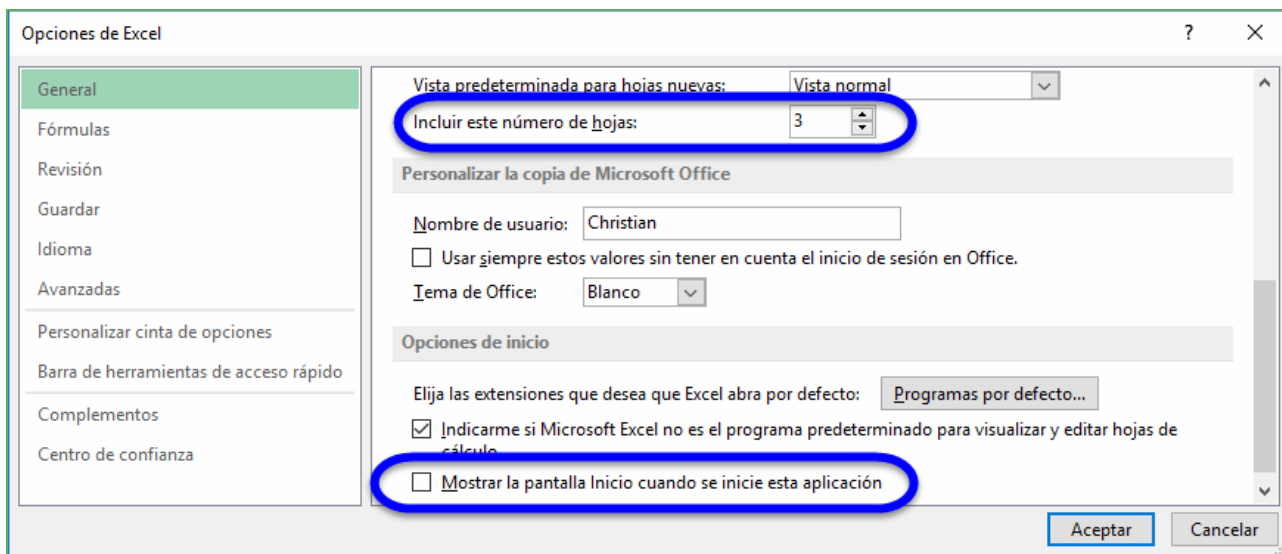 Opciones de Excel
?
General
Fórmulas
Revisión
Guardar
Idioma
Avanzadas
Personalizar cinta de opciones
Barra de herramientas de acceso rápido
Complementos
Centro de confianza
Vista predeterminada para hojas nuevas: Vista normal
Incluir este número de hojas: 3
Personalizar la copia de Microsoft Office
Nombre de usuario: Christian
Usar siempre estos valores sin tener en cuenta el inicio de sesión en Office.
Tema de Office: Blanco
Opciones de inicio
Elija las extensiones que desea que Excel abra por defecto: Programas por defecto...
Indicarme si Microsoft Excel no es el programa predeterminado para visualizar y editar hojas de
cálculo
Mostrar la pantalla Inicio cuando se inicie esta aplicación
Aceptar Cancelar